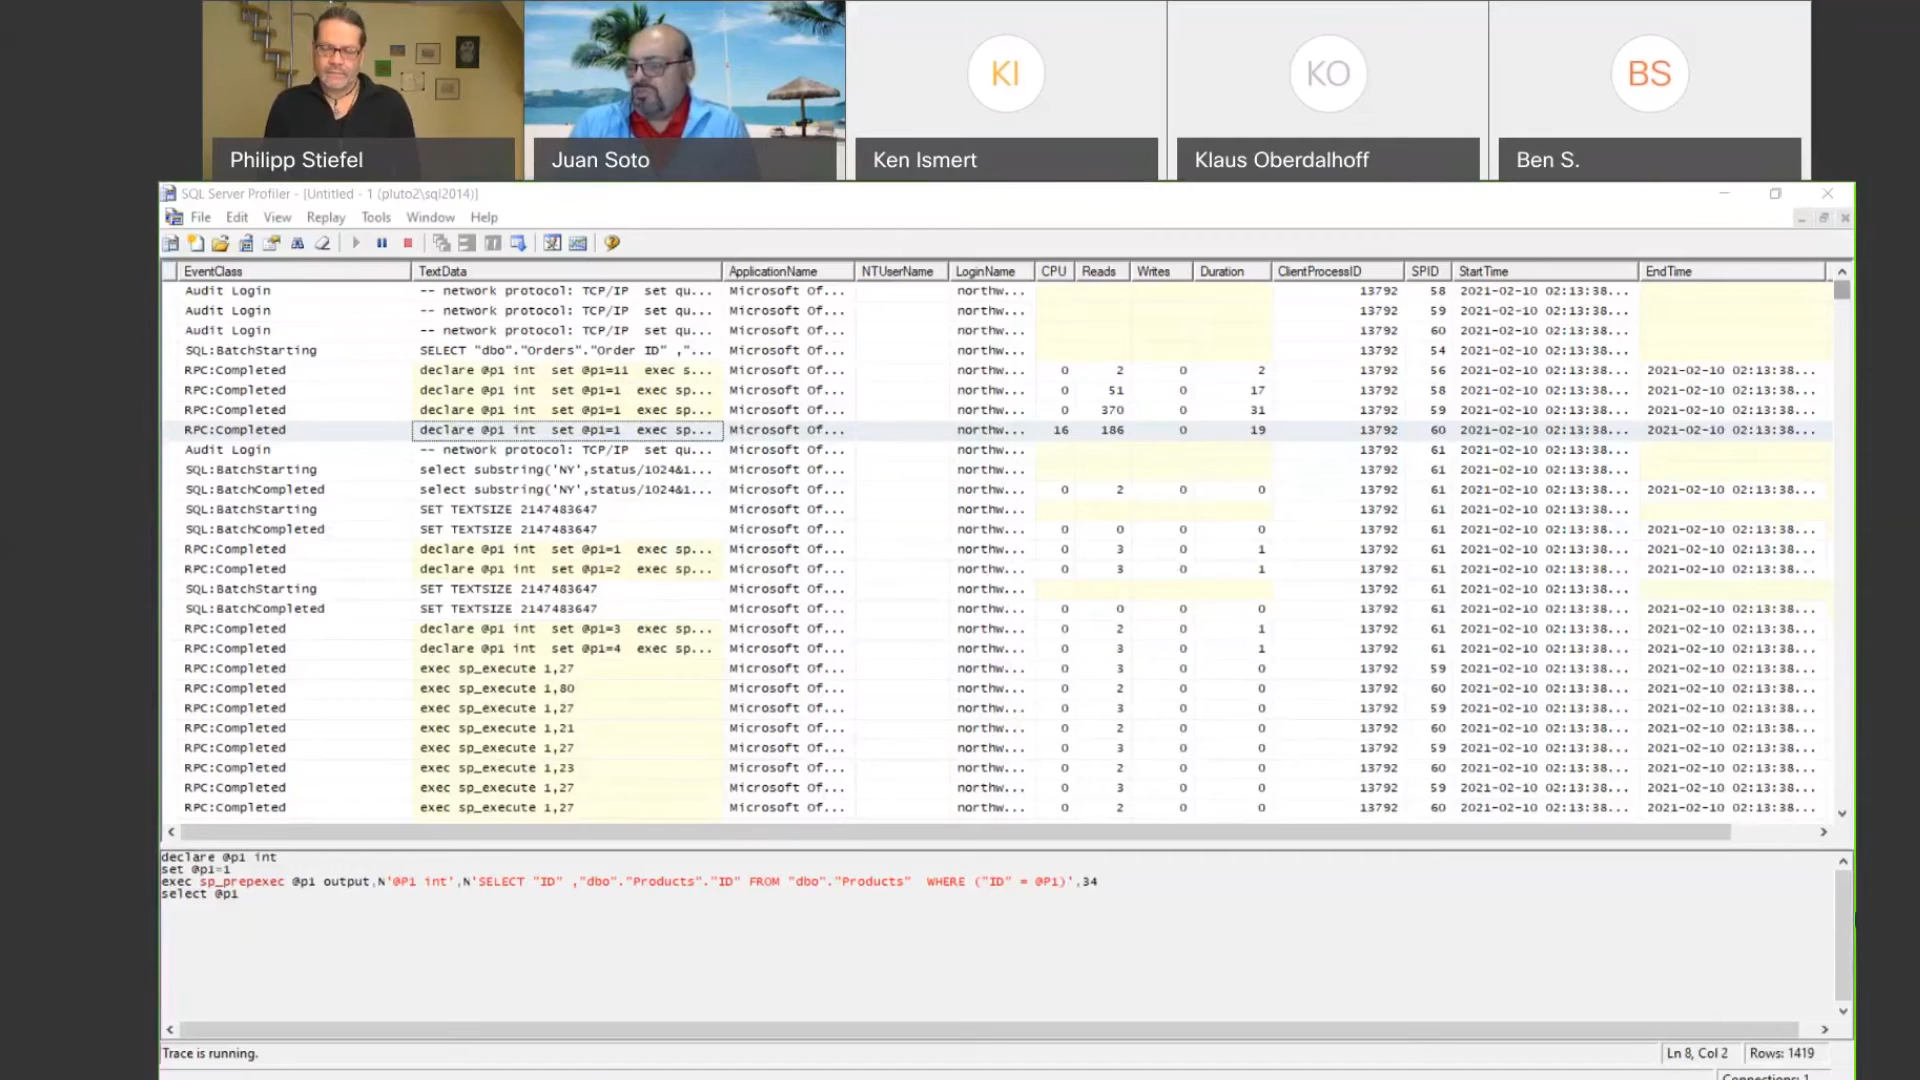 KI
KO
BS
Philipp Stiefel
Juan Soto
Ken Ismert
Klaus Oberdalhoff
Ben S.
SQL Server Profiler - [Untitled - 1 (pluto2\sql2014)]
File Edit View Replay Tools Window Help
EventClass TextData ApplicationName NTUserName LoginName CPU Reads Writes Duration ClientProcessID SPID StartTime EndTime
Audit Login -- network protocol: TCP/IP set qu... Microsoft Of... northw... 13792 58 2021-02-10 02:13:38...
Audit Login -- network protocol: TCP/IP set qu... Microsoft Of... northw... 13792 59 2021-02-10 02:13:38...
Audit Login -- network protocol: TCP/IP set qu... Microsoft Of... northw... 13792 60 2021-02-10 02:13:38...
SQL:BatchStarting SELECT "dbo"."Orders"."Order ID" ,"... Microsoft Of... northw... 13792 54 2021-02-10 02:13:38...
RPC:Completed declare @p1 int set @p1=11 exec s... Microsoft Of... northw... 0 2 0 2 13792 56 2021-02-10 02:13:38... 2021-02-10 02:13:38...
RPC:Completed declare @p1 int set @p1=1 exec sp... Microsoft Of... northw... 0 51 0 17 13792 58 2021-02-10 02:13:38... 2021-02-10 02:13:38...
RPC:Completed declare @p1 int set @p1=1 exec sp... Microsoft Of... northw... 0 370 0 31 13792 59 2021-02-10 02:13:38... 2021-02-10 02:13:38...
RPC:Completed declare @p1 int set @p1=1 exec sp... Microsoft Of... northw... 16 186 0 19 13792 60 2021-02-10 02:13:38... 2021-02-10 02:13:38...
Audit Login -- network protocol: TCP/IP set qu... Microsoft Of... northw... 13792 61 2021-02-10 02:13:38...
SQL:BatchStarting select substring('NY',status/1024&1... Microsoft Of... northw... 13792 61 2021-02-10 02:13:38...
SQL:BatchCompleted select substring('NY',status/1024&1... Microsoft Of... northw... 0 2 0 0 13792 61 2021-02-10 02:13:38... 2021-02-10 02:13:38...
SQL:BatchStarting SET TEXTSIZE 2147483647 Microsoft Of... northw... 13792 61 2021-02-10 02:13:38...
SQL:BatchCompleted SET TEXTSIZE 2147483647 Microsoft Of... northw... 0 0 0 0 13792 61 2021-02-10 02:13:38... 2021-02-10 02:13:38...
RPC:Completed declare @p1 int set @p1=1 exec sp... Microsoft Of... northw... 0 3 0 1 13792 61 2021-02-10 02:13:38... 2021-02-10 02:13:38...
RPC:Completed declare @p1 int set @p1=2 exec sp... Microsoft Of... northw... 0 3 0 1 13792 61 2021-02-10 02:13:38... 2021-02-10 02:13:38...
SQL:BatchStarting SET TEXTSIZE 2147483647 Microsoft Of... northw... 13792 61 2021-02-10 02:13:38...
SQL:BatchCompleted SET TEXTSIZE 2147483647 Microsoft Of... northw... 0 0 0 0 13792 61 2021-02-10 02:13:38... 2021-02-10 02:13:38...
RPC:Completed declare @p1 int set @p1=3 exec sp... Microsoft Of... northw... 0 2 0 1 13792 61 2021-02-10 02:13:38... 2021-02-10 02:13:38...
RPC:Completed declare @p1 int set @p1=4 exec sp... Microsoft Of... northw... 0 3 0 1 13792 61 2021-02-10 02:13:38... 2021-02-10 02:13:38...
RPC:Completed exec sp_execute 1,27 Microsoft Of... northw... 0 3 0 0 13792 59 2021-02-10 02:13:38... 2021-02-10 02:13:38...
RPC:Completed exec sp_execute 1,80 Microsoft Of... northw... 0 2 0 0 13792 60 2021-02-10 02:13:38... 2021-02-10 02:13:38...
RPC:Completed exec sp_execute 1,27 Microsoft Of... northw... 0 3 0 0 13792 59 2021-02-10 02:13:38... 2021-02-10 02:13:38...
RPC:Completed exec sp_execute 1,21 Microsoft Of... northw... 0 2 0 0 13792 60 2021-02-10 02:13:38... 2021-02-10 02:13:38...
RPC:Completed exec sp_execute 1,27 Microsoft Of... northw... 0 3 0 0 13792 59 2021-02-10 02:13:38... 2021-02-10 02:13:38...
RPC:Completed exec sp_execute 1,23 Microsoft Of... northw... 0 2 0 0 13792 60 2021-02-10 02:13:38... 2021-02-10 02:13:38...
RPC:Completed exec sp_execute 1,27 Microsoft Of... northw... 0 3 0 0 13792 59 2021-02-10 02:13:38... 2021-02-10 02:13:38...
RPC:Completed exec sp_execute 1,27 Microsoft Of... northw... 0 2 0 0 13792 60 2021-02-10 02:13:38... 2021-02-10 02:13:38...
declare @p1 int
set @p1=1
exec sp_prepexec @p1 output,N'@P1 int',N'SELECT "ID" ,"dbo"."Products"."ID" FROM "dbo"."Products" WHERE ("ID" = @P1)',34
select @p1
Trace is running.
Ln 8, Col 2 Rows: 1419
Connections: 1